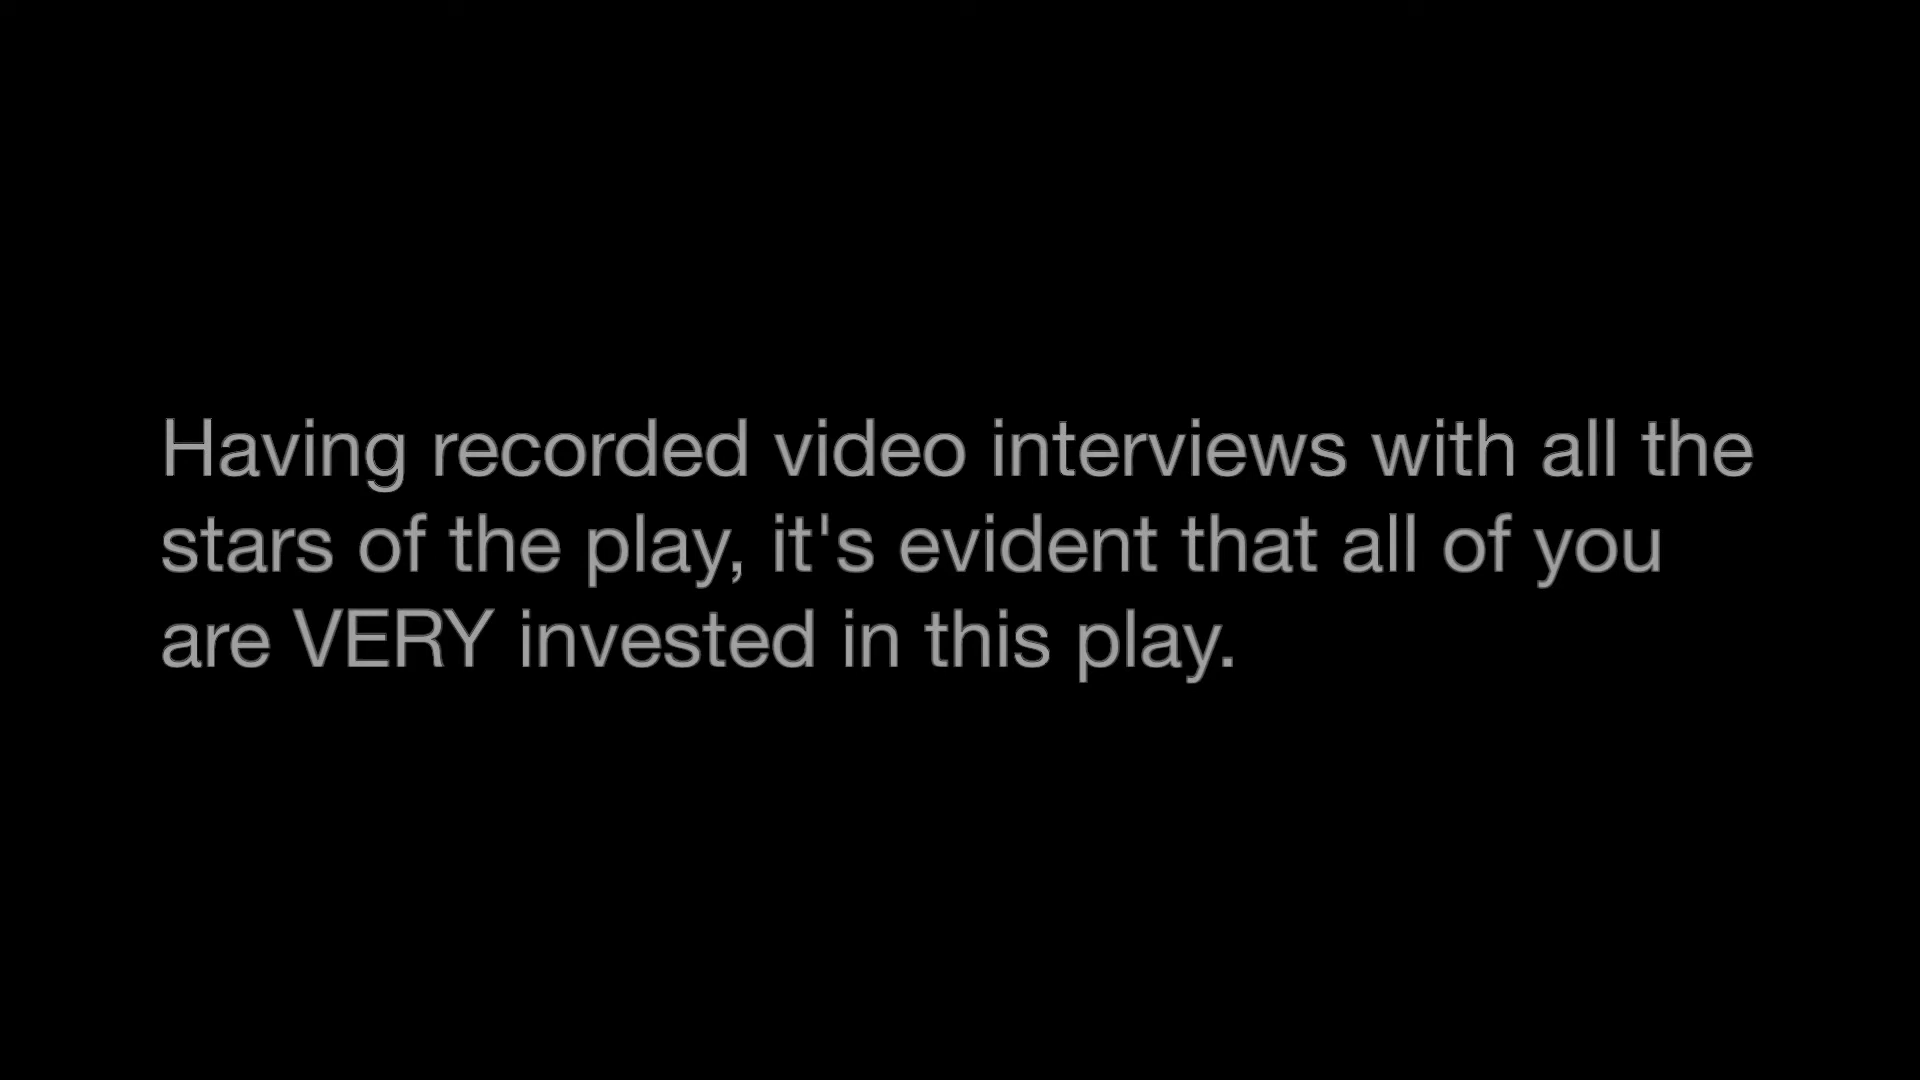 Having recorded video interviews with all the
stars of the play, it's evident that all of you
are VERY invested in this play.